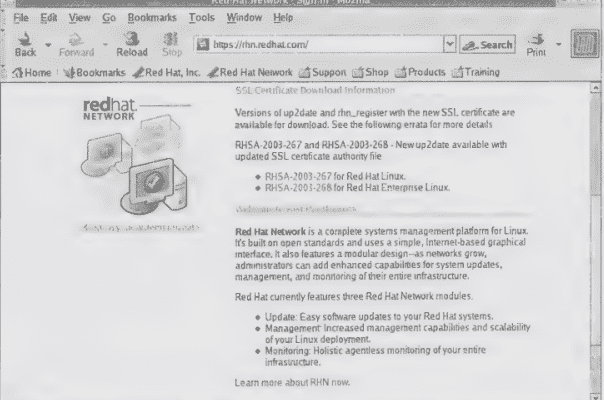 Red Hat Network - Sign In - Mozilla
File Edit View Go Bookmarks Tools Window Help
Back Forward Reload Stop https://rhn.redhat.com/ Search Print
Home Bookmarks Red Hat, Inc. Red Hat Network Support Shop Products Training
SSL Certificate Download Information
redhat.
NETWORK
Versions of up2date and rhn_register with the new SSL certificate are
available for download. See the following errata for more details
RHSA-2003-267 and RHSA-2003-268 - New up2date available with
updated SSL certificate authority file
RHSA-2003-267 for Red Hat Linux.
RHSA-2003-268 for Red Hat Enterprise Linux.
Red Hat Network is a complete systems management platform for Linux.
It's built on open standards and uses a simple, Internet-based graphical
interface. It also features a modular design--as networks grow,
administrators can add enhanced capabilities for system updates,
management, and monitoring of their entire infrastructure.
Red Hat currently features three Red Hat Network modules.
Update: Easy software updates to your Red Hat systems.
Management: Increased management capabilities and scalability
of your Linux deployment.
Monitoring: Holistic agentless monitoring of your entire
infrastructure.
Learn more about RHN now.